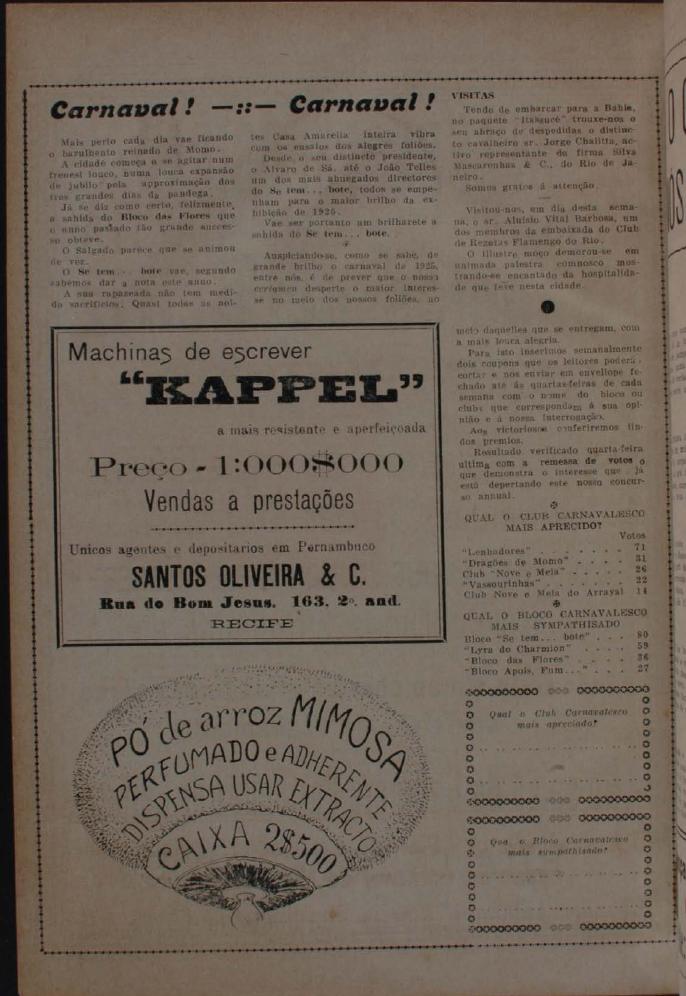 Carnaval! —::— Carnaval!
Mais perto cada dia vae ficando
o barulhento reinado de Momo.
A cidade começa a se agitar num
frenesi louco, numa louca expansão
de jubilo pela approximação dos
tres grandes dias da pandega.
Já se diz como certo, felizmente,
a sahida do Bloco das Flores que
o anno passado tão grande succes-
so obteve.
O Salgado parece que se animou
de vez.
O Se tem... bote vae, segundo
sabemos dar a nota este anno.
A sua rapaseada não tem medi-
do sacrificios. Quasi todas as noi-
tes Casa Amarella inteira vibra
com os ensaios dos alegres foliões.
Desde o seu distincto presidente,
o Alvaro de Sá, até o João Telles
um dos mais abnegados directores
do Se tem... bote, todos se empe-
nham para o maior brilho da ex-
hibição de 1925.
Vae ser portanto um brilharete a
sahida do Se tem... bote.
Auspiciando-se, como se sabe, de
grande brilho o carnaval de 1925,
entre nós, é de prever que o nosso
certamen desperte o maior interes-
se no meio dos nossos foliões, no
Machinas de escrever
“KAPPEL”
a mais resistente e aperfeiçoada
Preço - 1:000$000
Vendas a prestações
Unicos agentes e depositarios em Pernambuco
SANTOS OLIVEIRA & C.
Rua do Bom Jesus. 163. 2º. and.
RECIFE
PÓ de arroz MIMOSA
PERFUMADO e ADHERENTE
DISPENSA USAR EXTRACTO
CAIXA 2$500
VISITAS
Tendo de embarcar para a Bahia,
no paquete "Itassucê" trouxe-nos o
seu abraço de despedidas o distinc-
to cavalheiro sr. Jorge Chalitta, ac-
tivo representante da firma Silva
Mascaronhas & C., do Rio de Ja-
neiro.
Somos gratos á attenção.
Visitou-nos, em dia desta sema-
na, o sr. Aluisio Vital Barbosa, um
dos membros da embaixada do Club
de Regatas Flamengo do Rio.
O illustre moço demorou-se em
animada palestra comnosco mos-
trando-se encantado da hospitalida-
de que teve nesta cidade.
meio daquelles que se entregam, com
a mais louca alegria.
Para isto inserimos semanalmente
dois coupons que os leitores poderá.
cortar e nos enviar em envellope fe-
chado até ás quartas-feiras de cada
semana com o nome do bloco ou
clubs que correspondam á sua opi-
nião e á nossa interrogação.
Aos victoriosos conferiremos lin-
dos premios.
Resultado verificado quarta-feira
ultima com a remessa de votos o
que demonstra o interesse que já
está depertando este nosso concur-
so annual.
QUAL O CLUB CARNAVALESCO
MAIS APRECIDO?
Votos
"Lenhadores" . . . . . . 71
"Dragões de Momo" . . . . 31
Club "Nove e Meia" . . . . . 26
"Vassourinhas" . . . . . . 22
Club Nove e Meia do Arrayal 14
QUAL O BLOCO CARNAVALESCO
MAIS SYMPATHISADO
Bloco "Se tem... bote" . . . 80
"Lyra do Charmion" . . . . 59
"Bloco das Flores" . . . . . 36
"Bloco Apois, Fum..." . . . 27
Qual o Club Carnavalesco
mais apreciado?
Qua o Bloco Carnavalesco
mais sympathisado?